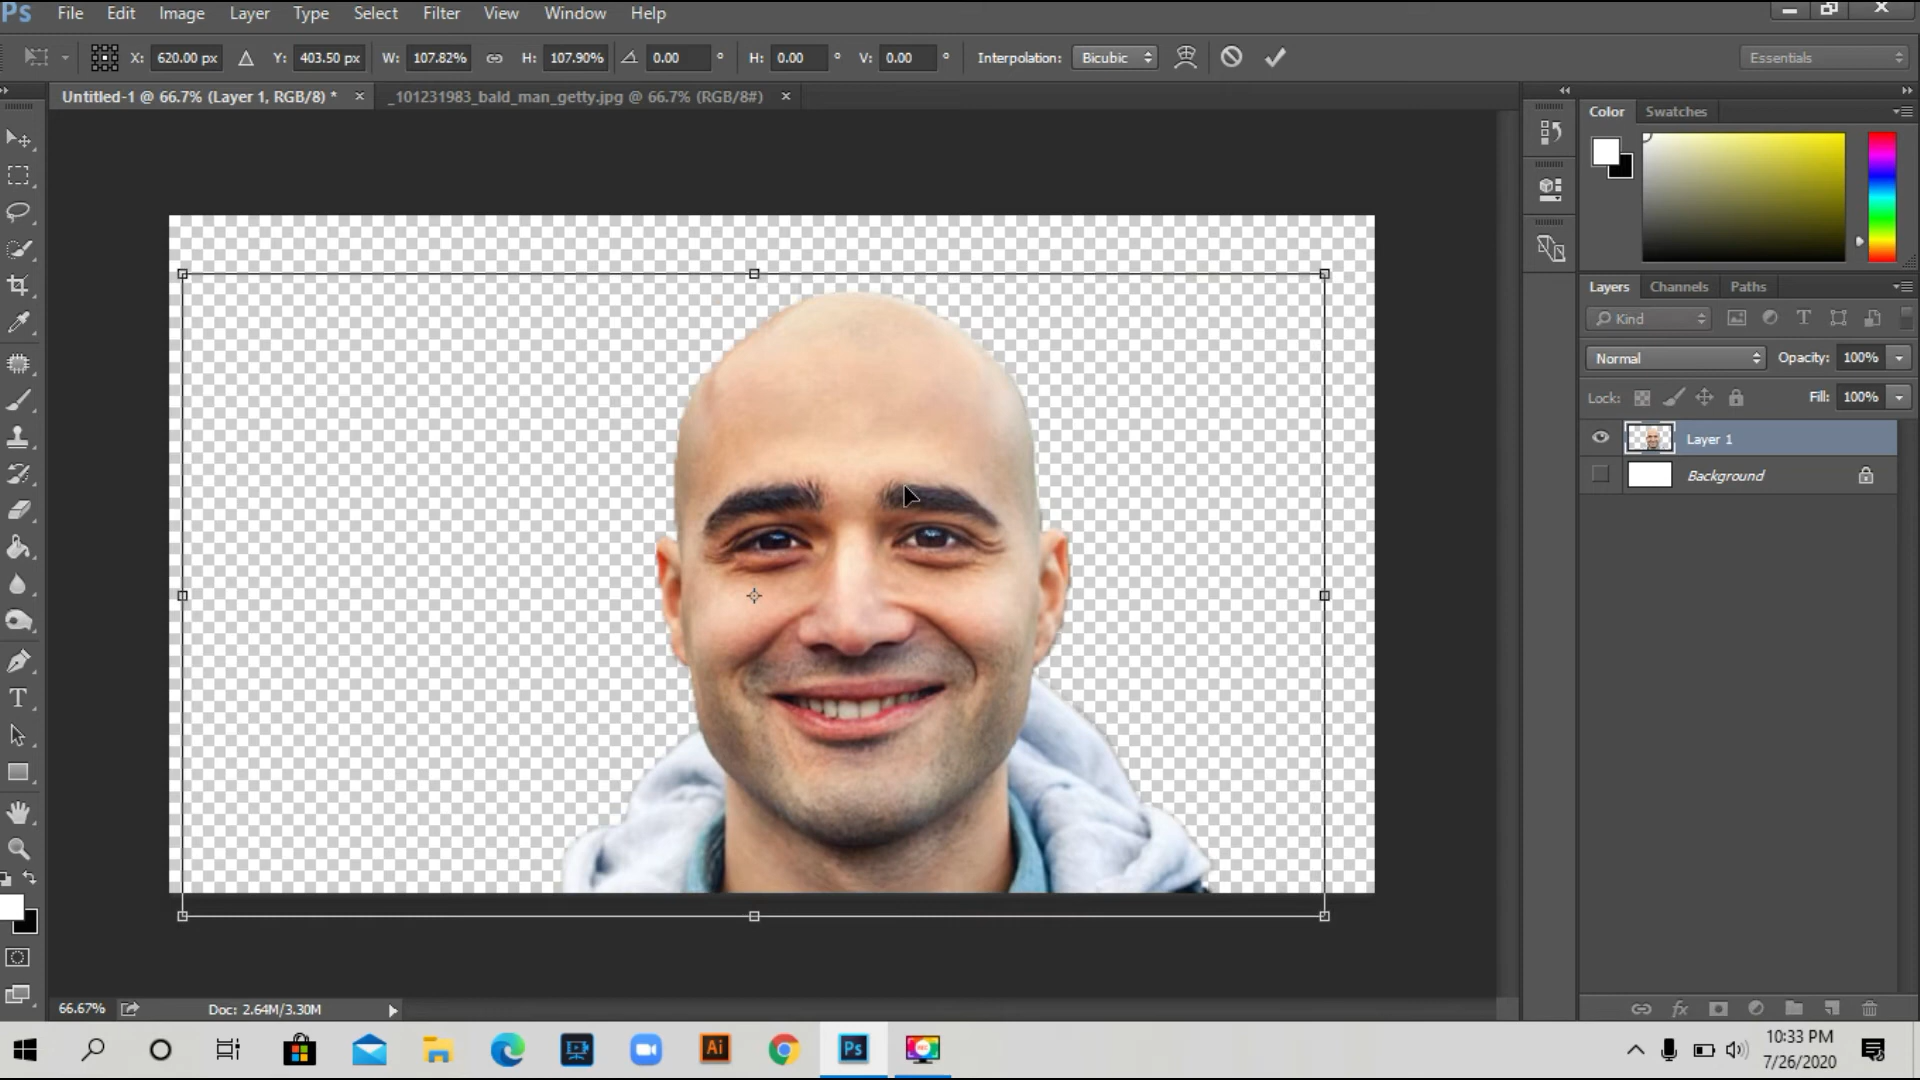 Ps File Edit Image Layer Type Select Filter View Window Help
X: 620.00 px Y: 403.50 px W: 107.82% H: 107.90% 0.00 ° H: 0.00 ° V: 0.00 ° Interpolation: Bicubic Essentials
Untitled-1 @ 66.7% (Layer 1, RGB/8) * × _101231983_bald_man_getty.jpg @ 66.7% (RGB/8#) ×
Color Swatches
Layers Channels Paths
Kind
Normal Opacity: 100%
Lock: Fill: 100%
Layer 1
Background
T
66.67% Doc: 2.64M/3.30M
fx
Ai Ps
10:33 PM
7/26/2020